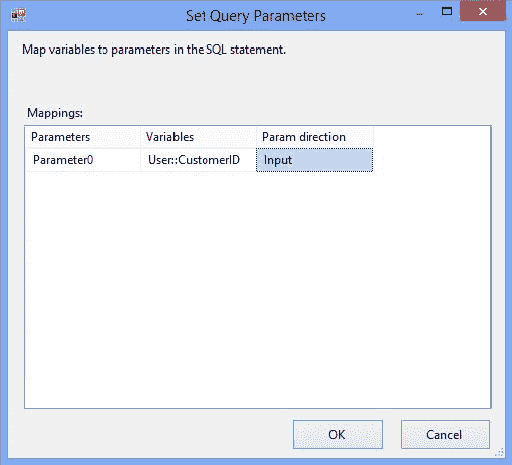 Set Query Parameters
Map variables to parameters in the SQL statement.
Mappings:
Parameters Variables Param direction
Parameter0 User::CustomerID Input
OK Cancel